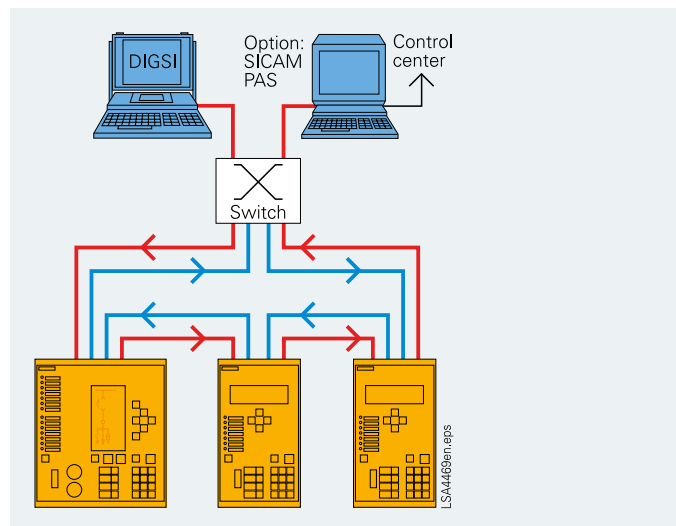 DIGSI
Option:
SICAM
PAS
Control
center
Switch
LSA4469en.eps